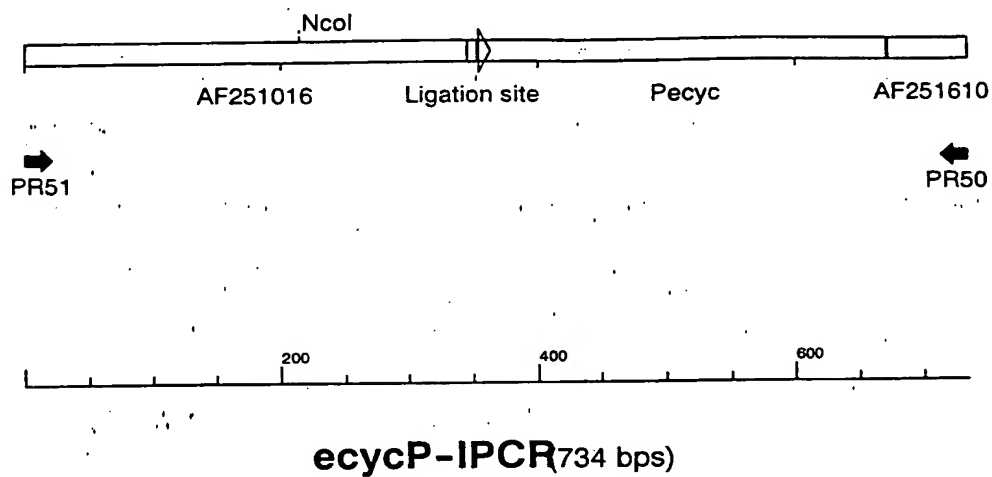 NcoI
AF251016 Ligation site Pecyc AF251610
PR51 PR50
200 400 600
ecycP-IPCR(734 bps)